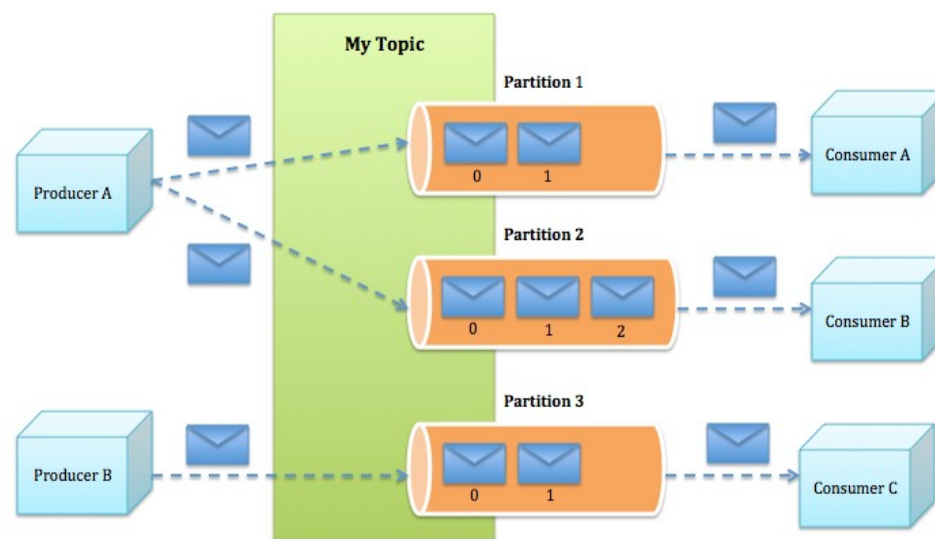 My Topic
Partition 1
Producer A
0 1
Consumer A
Partition 2
0 1 2
Consumer B
Partition 3
Producer B
0 1
Consumer C